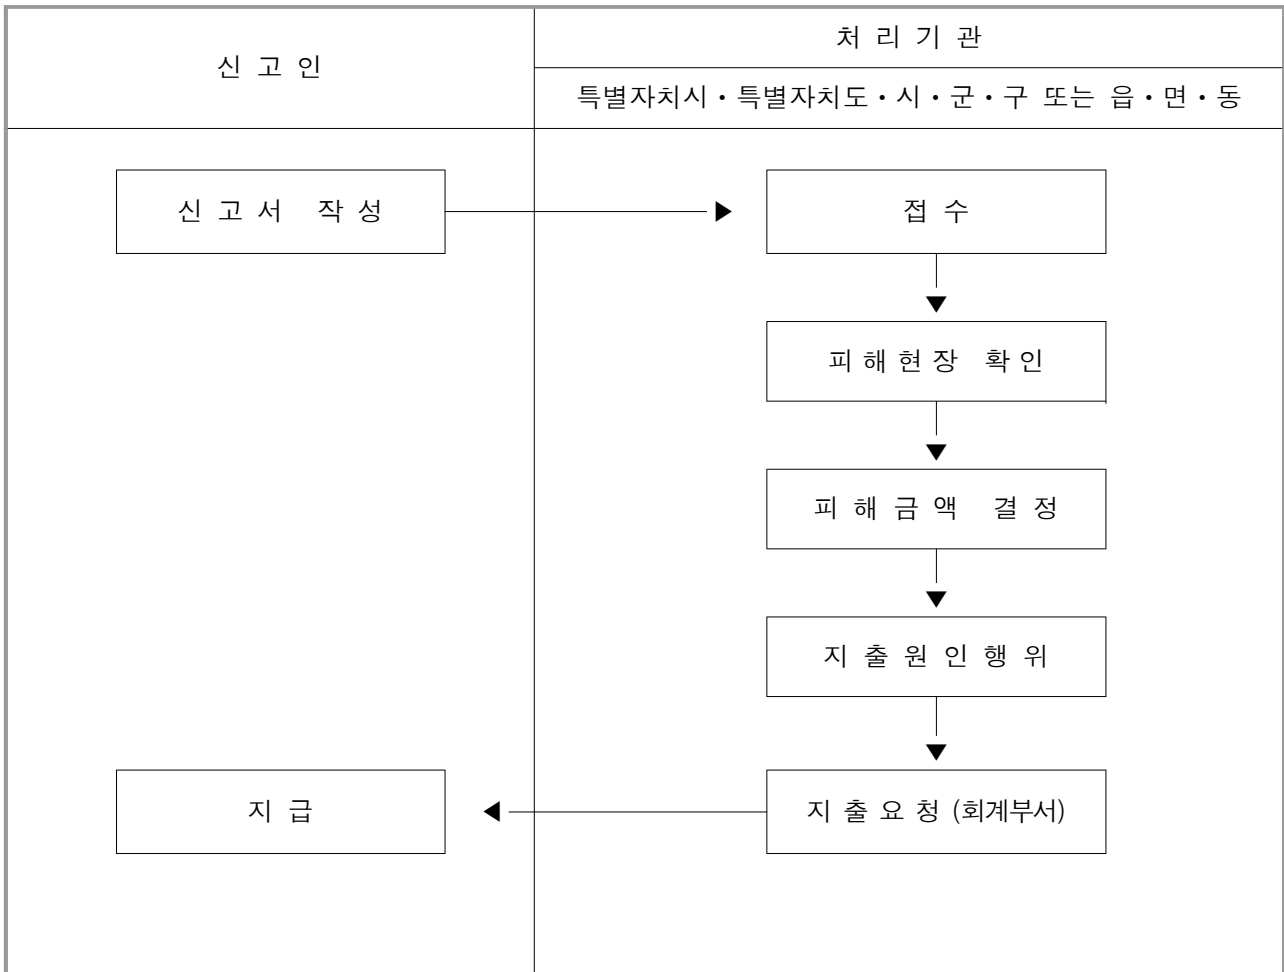 신 고 인
처 리 기 관
특별자치시・특별자치도・시・군・구 또는 읍・면・동
신 고 서 작 성
접 수
피 해 현 장 확 인
피 해 금 액 결 정
지 출 원 인 행 위
지 급
지 출 요 청 (회계부서)